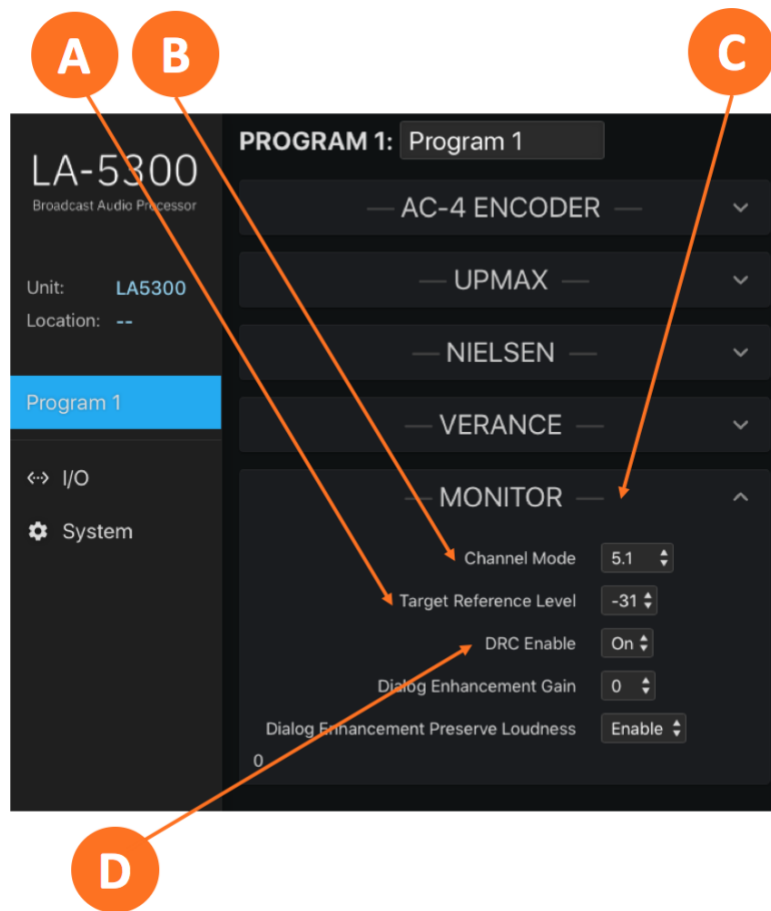 A B C
LA-5300
Broadcast Audio Processor
Unit: LA5300
Location: --
Program 1
I/O
System
PROGRAM 1: Program 1
AC-4 ENCODER
UPMAX
NIELSEN
VERANCE
MONITOR
Channel Mode 5.1
Target Reference Level -31
DRC Enable On
Dialog Enhancement Gain 0
Dialog Enhancement Preserve Loudness Enable
0
D